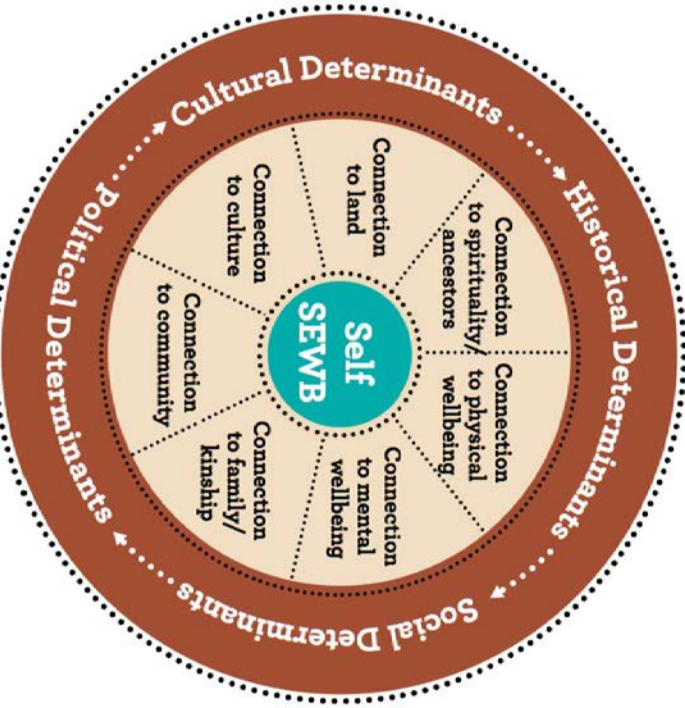 Historical Determinants
Social Determinants
Political Determinants
Cultural Determinants
Connection
to spirituality/
ancestors
Connection
to physical
wellbeing
Connection
to mental
wellbeing
Connection
to family/
kinship
Connection
to community
Connection
to culture
Connection
to land
Self
SEWB